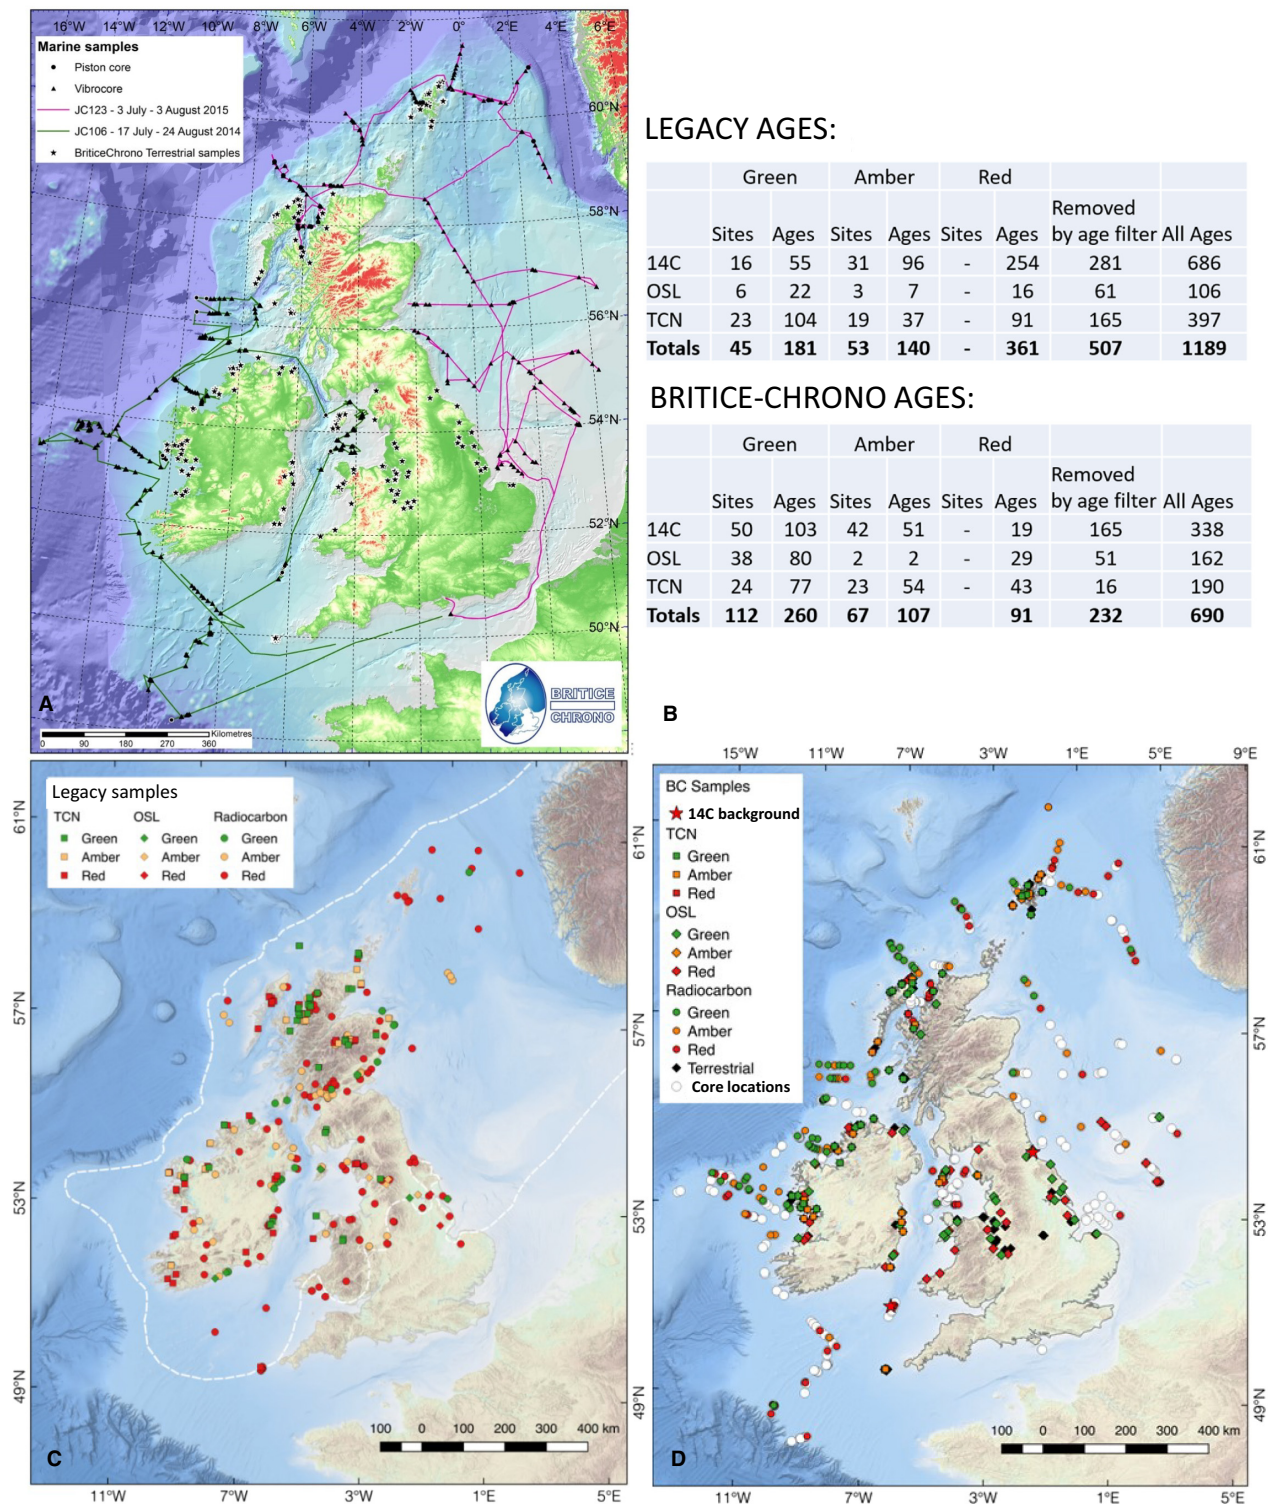 16°W 14°W 12°W 10°W 8°W 6°W 4°W 2°W 0° 2°E 4°E 6°E
Marine samples
Piston core
Vibrocore
JC123 - 3 July - 3 August 2015
JC106 - 17 July - 24 August 2014
BriticeChrono Terrestrial samples
60°N
58°N
56°N
54°N
52°N
50°N
BRITICE
CHRONO
A
Kilometres
0 90 180 270 360
LEGACY AGES:
Green Amber Red
Removed
Sites Ages Sites Ages Sites Ages by age filter All Ages
14C 16 55 31 96 - 254 281 686
OSL 6 22 3 7 - 16 61 106
TCN 23 104 19 37 - 91 165 397
Totals 45 181 53 140 - 361 507 1189
BRITICE-CHRONO AGES:
Green Amber Red
Removed
Sites Ages Sites Ages Sites Ages by age filter All Ages
14C 50 103 42 51 - 19 165 338
OSL 38 80 2 2 - 29 51 162
TCN 24 77 23 54 - 43 16 190
Totals 112 260 67 107 91 232 690
B
Legacy samples
TCN OSL Radiocarbon
Green Green Green
Amber Amber Amber
Red Red Red
61°N 61°N
57°N 57°N
53°N 53°N
49°N 49°N
100 0 100 200 300 400 km
C
11°W 7°W 3°W 1°E 5°E
15°W 11°W 7°W 3°W 1°E 5°E 9°E
BC Samples
14C background
TCN
Green
Amber
Red
OSL
Green
Amber
Red
Radiocarbon
Green
Amber
Red
Terrestrial
Core locations
61°N
57°N
53°N
49°N
100 0 100 200 300 400 km
D
11°W 7°W 3°W 1°E 5°E